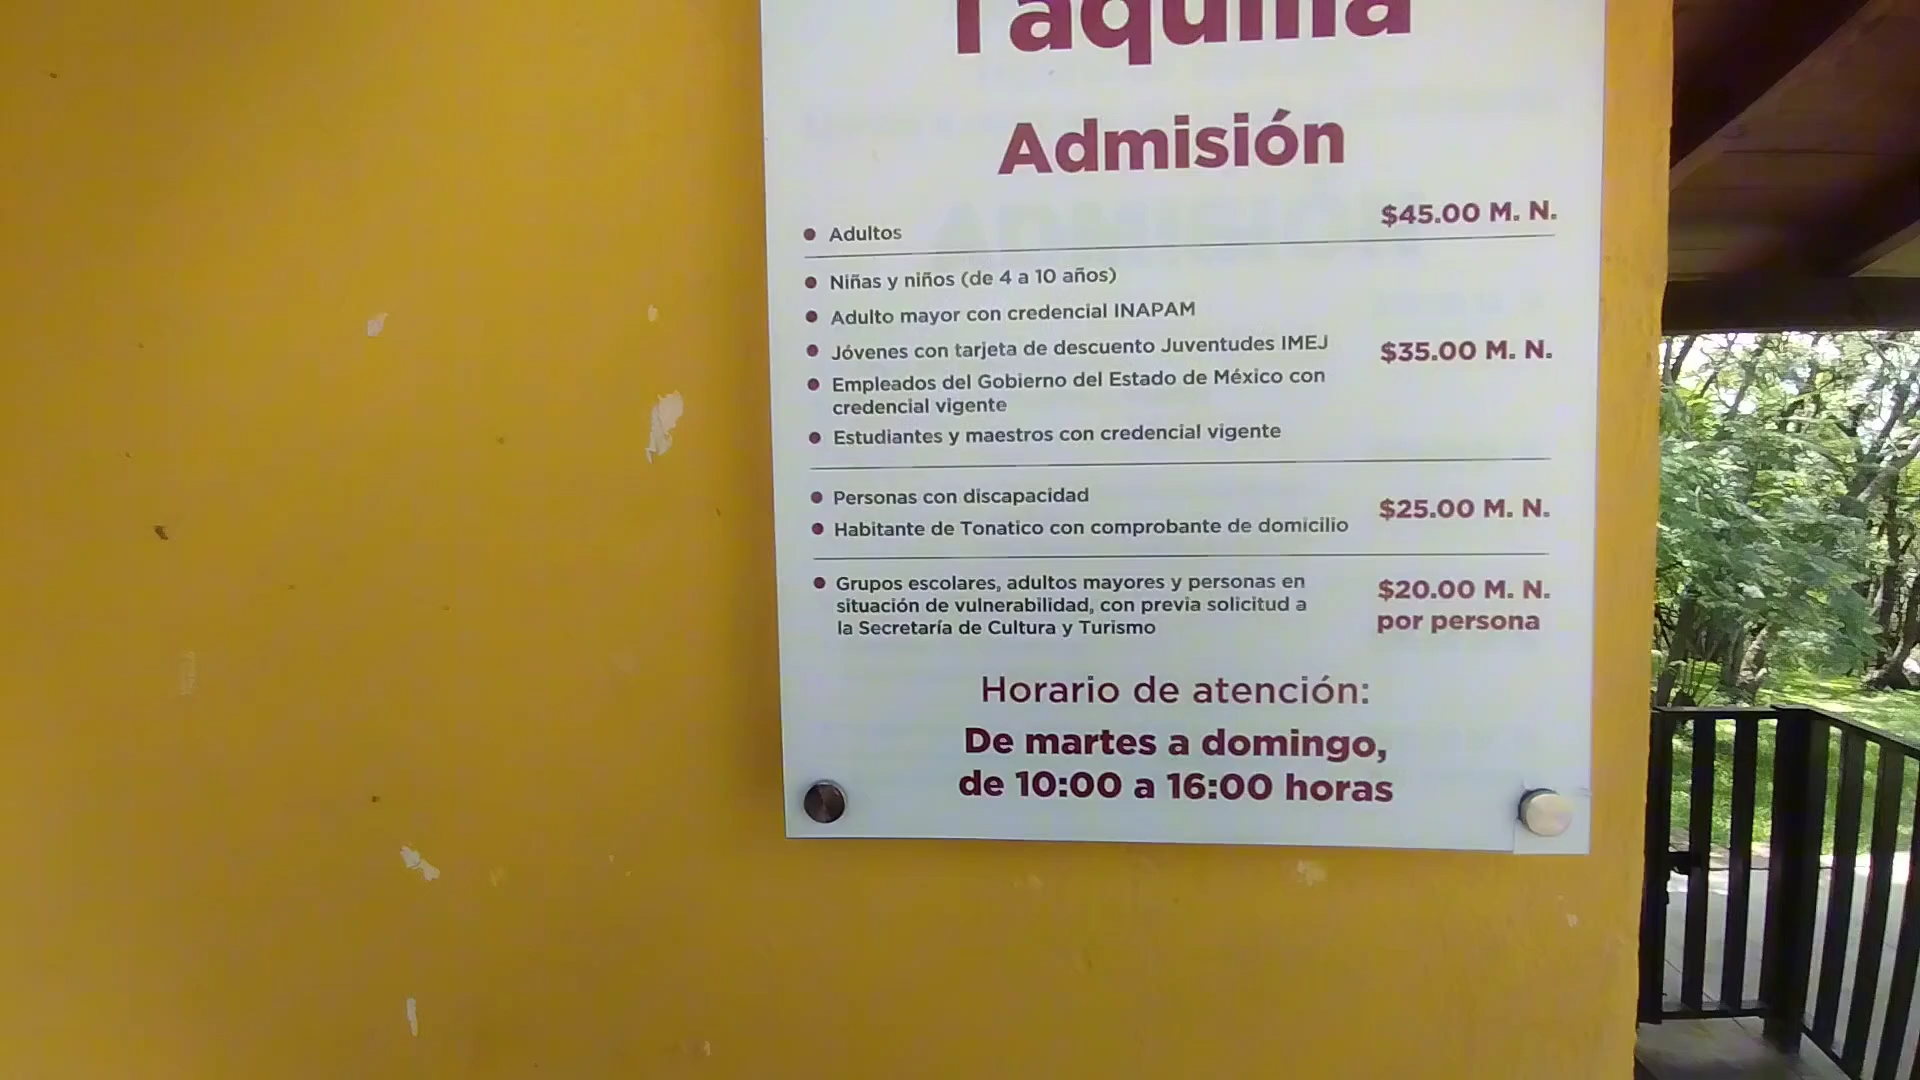 Taquilla
Admisión
Adultos
$45.00 M. N.
Niñas y niños (de 4 a 10 años)
Adulto mayor con credencial INAPAM
Jóvenes con tarjeta de descuento Juventudes IMEJ
$35.00 M. N.
Empleados del Gobierno del Estado de México con
credencial vigente
Estudiantes y maestros con credencial vigente
Personas con discapacidad
$25.00 M. N.
Habitante de Tonatico con comprobante de domicilio
Grupos escolares, adultos mayores y personas en
situación de vulnerabilidad, con previa solicitud a
la Secretaría de Cultura y Turismo
$20.00 M. N.
por persona
Horario de atención:
De martes a domingo,
de 10:00 a 16:00 horas